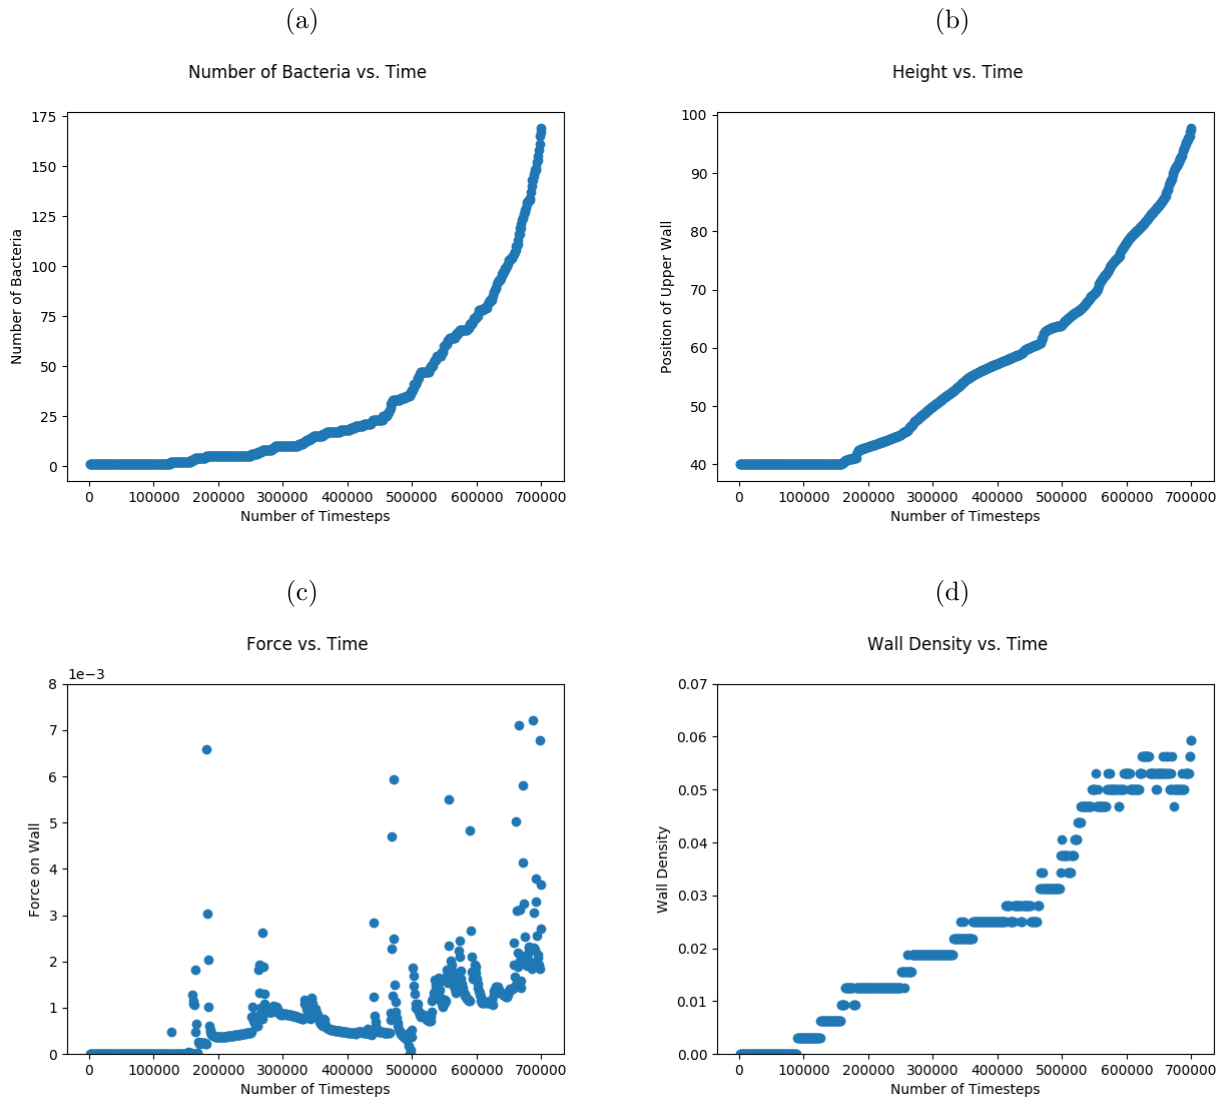 (a)
Number of Bacteria vs. Time
175
150
125
100
75
50
25
0
Number of Bacteria
0 100000 200000 300000 400000 500000 600000 700000
Number of Timesteps
(b)
Height vs. Time
100
90
80
70
60
50
40
Position of Upper Wall
0 100000 200000 300000 400000 500000 600000 700000
Number of Timesteps
(c)
Force vs. Time
1e−3
8
7
6
5
4
3
2
1
0
Force on Wall
0 100000 200000 300000 400000 500000 600000 700000
Number of Timesteps
(d)
Wall Density vs. Time
0.07
0.06
0.05
0.04
0.03
0.02
0.01
0.00
Wall Density
0 100000 200000 300000 400000 500000 600000 700000
Number of Timesteps